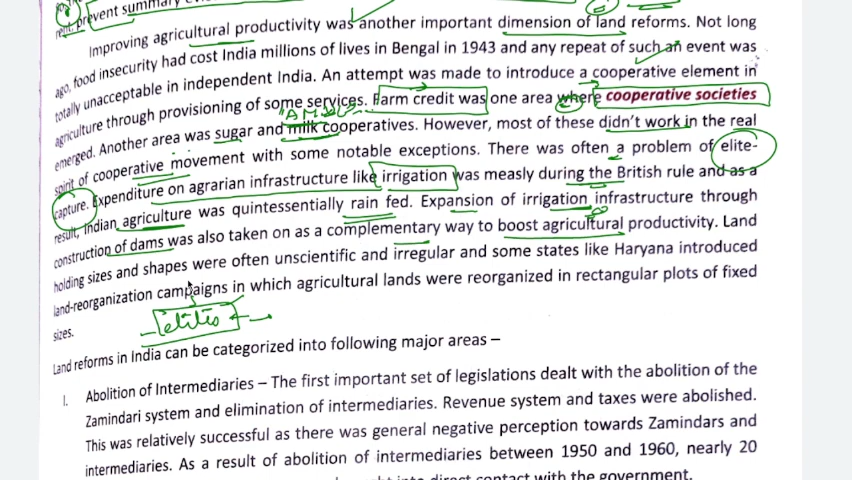 prevent summary
Improving agricultural productivity was another important dimension of land reforms. Not long
ago, food insecurity had cost India millions of lives in Bengal in 1943 and any repeat of such an event was
totally unacceptable in independent India. An attempt was made to introduce a cooperative element in
agriculture through provisioning of some services. Farm credit was one area where cooperative societies
emerged. Another area was sugar and milk cooperatives. However, most of these didn't work in the real
spirit of cooperative movement with some notable exceptions. There was often a problem of elite-
capture. Expenditure on agrarian infrastructure like irrigation was measly during the British rule and as a
result, Indian agriculture was quintessentially rain fed. Expansion of irrigation infrastructure through
construction of dams was also taken on as a complementary way to boost agricultural productivity. Land
holding sizes and shapes were often unscientific and irregular and some states like Haryana introduced
land-reorganization campaigns in which agricultural lands were reorganized in rectangular plots of fixed
sizes.
Land reforms in India can be categorized into following major areas –
I. Abolition of Intermediaries – The first important set of legislations dealt with the abolition of the
Zamindari system and elimination of intermediaries. Revenue system and taxes were abolished.
This was relatively successful as there was general negative perception towards Zamindars and
intermediaries. As a result of abolition of intermediaries between 1950 and 1960, nearly 20
direct contact with the government.